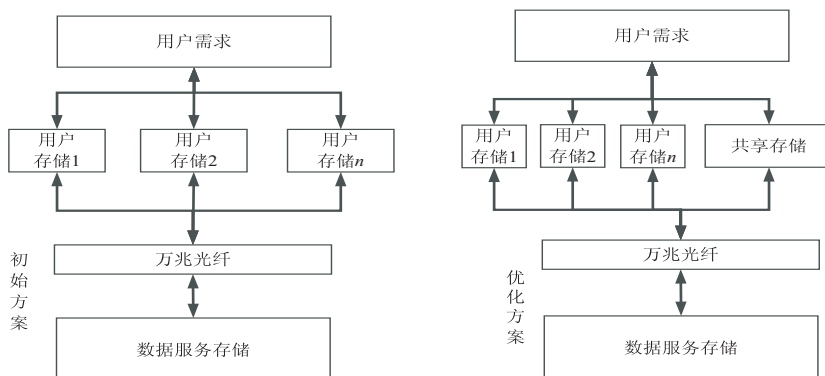 用户需求
用户
存储1
用户
存储2
用户
存储n
万兆光纤
初始方案
数据服务存储
用户需求
用户
存储1
用户
存储2
用户
存储n
共享存储
万兆光纤
优化方案
数据服务存储